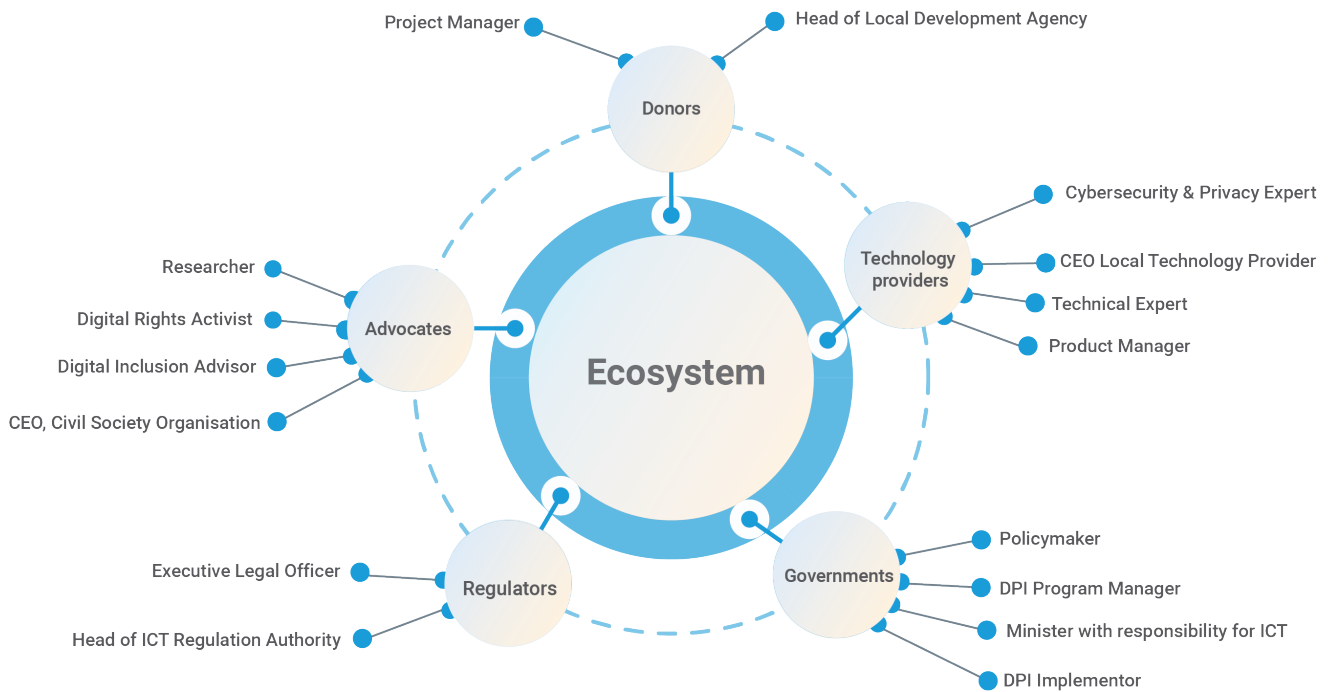 Project Manager
Head of Local Development Agency
Donors
Cybersecurity & Privacy Expert
Technology
providers
CEO Local Technology Provider
Technical Expert
Product Manager
Researcher
Digital Rights Activist
Advocates
Digital Inclusion Advisor
CEO, Civil Society Organisation
Ecosystem
Policymaker
Governments
DPI Program Manager
Minister with responsibility for ICT
DPI Implementor
Executive Legal Officer
Regulators
Head of ICT Regulation Authority